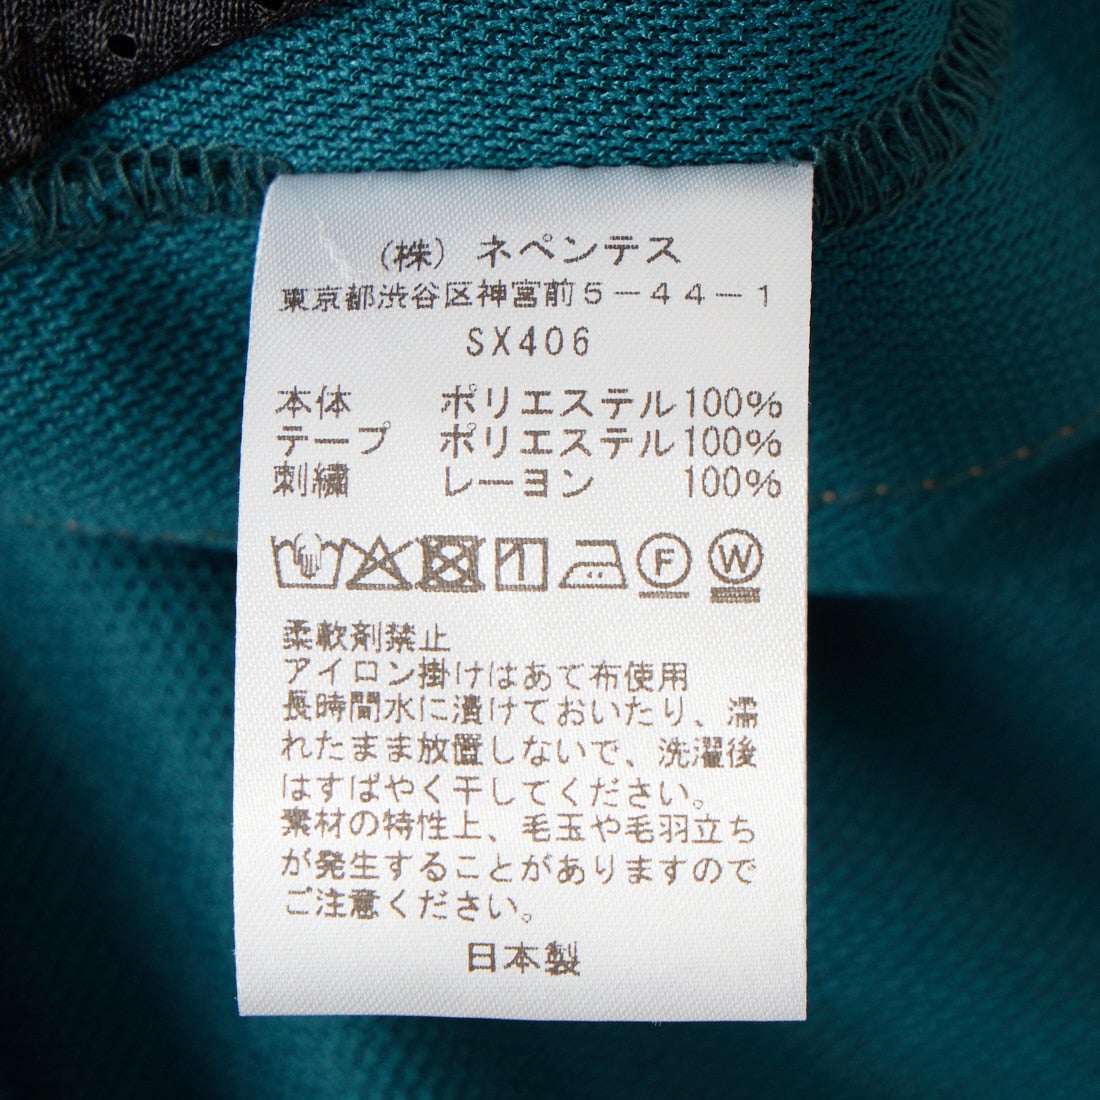 (株) ネペンテス
東京都渋谷区神宮前5-44-1
SX406
本体 ポリエステル100%
テープ ポリエステル100%
刺繍 レーヨン 100%
1 F W
柔軟剤禁止
アイロン掛けはあて布使用
長時間水に漬けておいたり、濡
れたまま放置しないで、洗濯後
はすばやく干してください。
素材の特性上、毛玉や毛羽立ち
が発生することがありますので
ご注意ください。
日本製